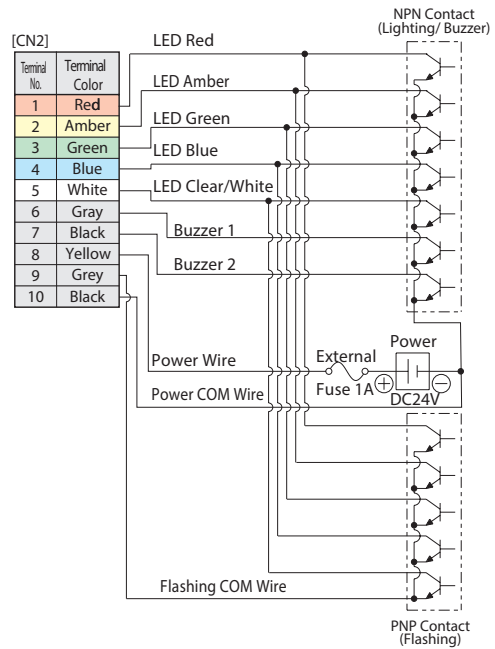 NPN Contact
(Lighting/ Buzzer)
[CN2]
Terminal No. Terminal Color
1 Red
2 Amber
3 Green
4 Blue
5 White
6 Gray
7 Black
8 Yellow
9 Grey
10 Black
LED Red
LED Amber
LED Green
LED Blue
LED Clear/White
Buzzer 1
Buzzer 2
Power Wire
External
Fuse 1A
Power
+ −
DC24V
Power COM Wire
Flashing COM Wire
PNP Contact
(Flashing)